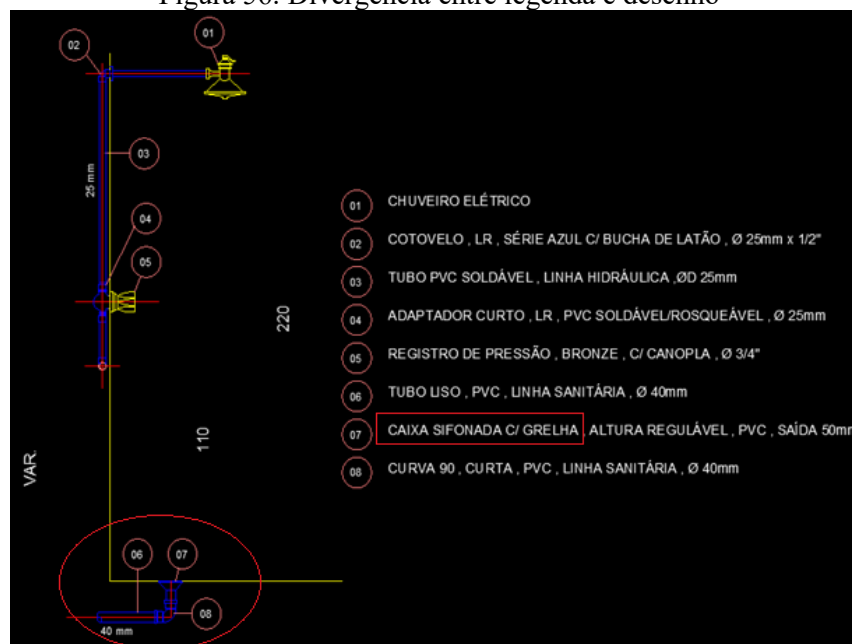 Figura 36: Divergência entre legenda e desenho
02
01
03
25 mm
04
05
220
110
VAR.
06
07
08
40 mm
01 CHUVEIRO ELÉTRICO
02 COTOVELO , LR , SÉRIE AZUL C/ BUCHA DE LATÃO , Ø 25mm x 1/2"
03 TUBO PVC SOLDÁVEL , LINHA HIDRÁULICA ,ØD 25mm
04 ADAPTADOR CURTO , LR , PVC SOLDÁVEL/ROSQUEÁVEL , Ø 25mm
05 REGISTRO DE PRESSÃO , BRONZE , C/ CANOPLA , Ø 3/4"
06 TUBO LISO , PVC , LINHA SANITÁRIA , Ø 40mm
07 CAIXA SIFONADA C/ GRELHA , ALTURA REGULÁVEL , PVC , SAÍDA 50mm
08 CURVA 90 , CURTA , PVC , LINHA SANITÁRIA , Ø 40mm